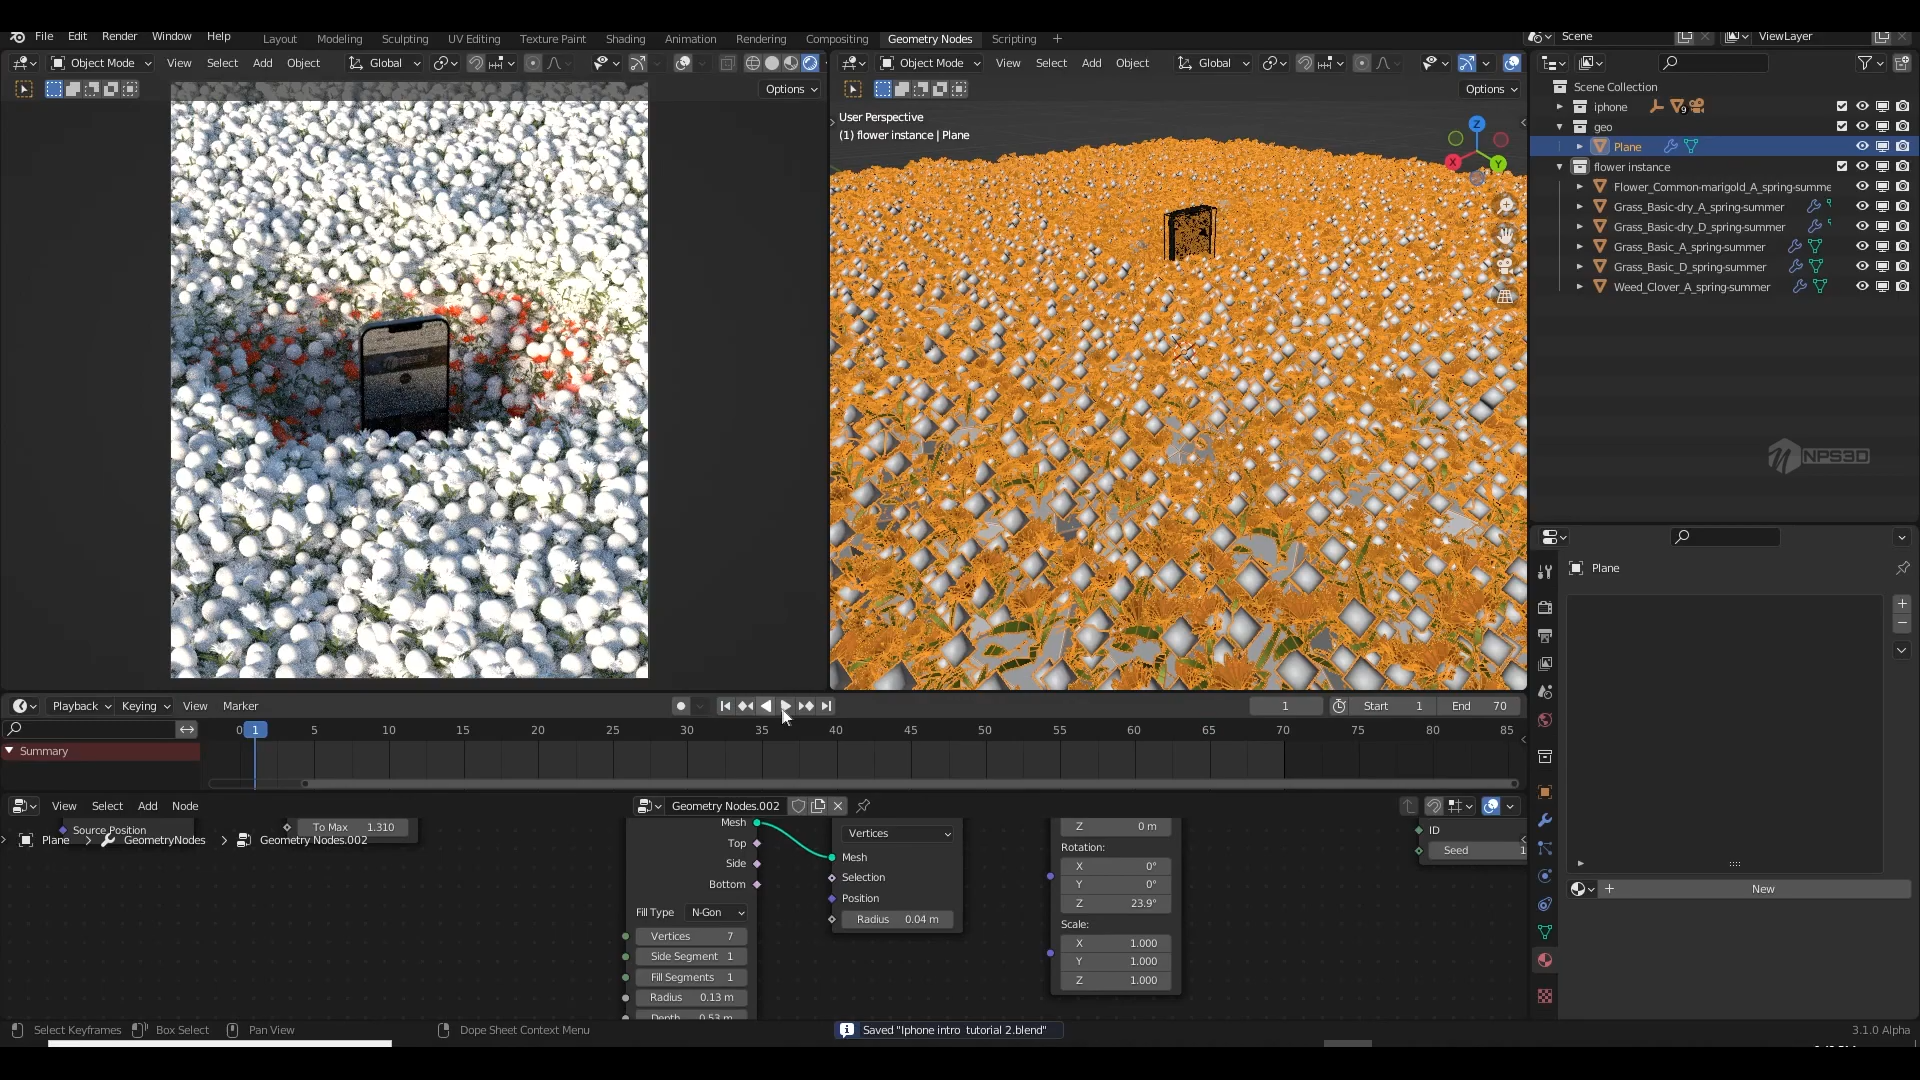 File Edit Render Window Help
Layout Modeling Sculpting UV Editing Texture Paint Shading Animation Rendering Compositing Geometry Nodes Scripting +
Scene ViewLayer
Object Mode View Select Add Object Global
Object Mode View Select Add Object Global
Options
Options
User Perspective
(1) flower instance | Plane
Z
X
Y
Scene Collection
iphone 9
geo
Plane
flower instance
Flower_Common-marigold_A_spring-summe
Grass_Basic-dry_A_spring-summer
Grass_Basic-dry_D_spring-summer
Grass_Basic_A_spring-summer
Grass_Basic_D_spring-summer
Weed_Clover_A_spring-summer
NPS3D
Plane
New
Playback Keying View Marker
1 Start 1 End 70
0 1 5 10 15 20 25 30 35 40 45 50 55 60 65 70 75 80 85
Summary
View Select Add Node Geometry Nodes.002
Source Position
To Max 1.310
Plane > GeometryNodes > Geometry Nodes.002
Mesh
Top
Side
Bottom
Fill Type N-Gon
Vertices 7
Side Segment 1
Fill Segments 1
Radius 0.13 m
Depth 0.53 m
Vertices
Mesh
Selection
Position
Radius 0.04 m
Z 0 m
Rotation:
X 0°
Y 0°
Z 23.9°
Scale:
X 1.000
Y 1.000
Z 1.000
ID
Seed 1
Select Keyframes Box Select Pan View Dope Sheet Context Menu
Saved "Iphone intro tutorial 2.blend"
3.1.0 Alpha